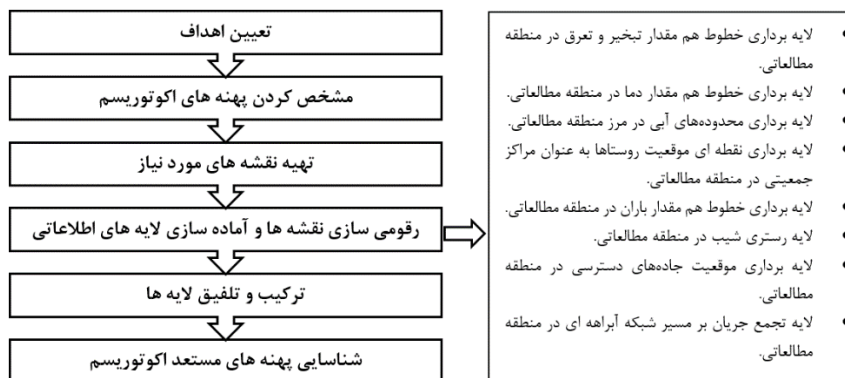 تعیین اهداف
مشخص کردن پهنه های اکوتوریسم
تهیه نقشه های مورد نیاز
رقومی سازی نقشه ها و آماده سازی لایه های اطلاعاتی
ترکیب و تلفیق لایه ها
شناسایی پهنه های مستعد اکوتوریسم
• لایه برداری خطوط هم مقدار تبخیر و تعرق در منطقه
مطالعاتی.
• لایه برداری خطوط هم مقدار دما در منطقه مطالعاتی.
• لایه برداری محدوده‌های آبی در مرز منطقه مطالعاتی.
• لایه برداری نقطه ای موقعیت روستاها به عنوان مراکز
جمعیتی در منطقه مطالعاتی.
• لایه برداری خطوط هم مقدار باران در منطقه مطالعاتی.
• لایه رستری شیب در منطقه مطالعاتی.
• لایه برداری موقعیت جاده‌های دسترسی در منطقه
مطالعاتی.
• لایه تجمع جریان بر مسیر شبکه آبراهه ای در منطقه
مطالعاتی.